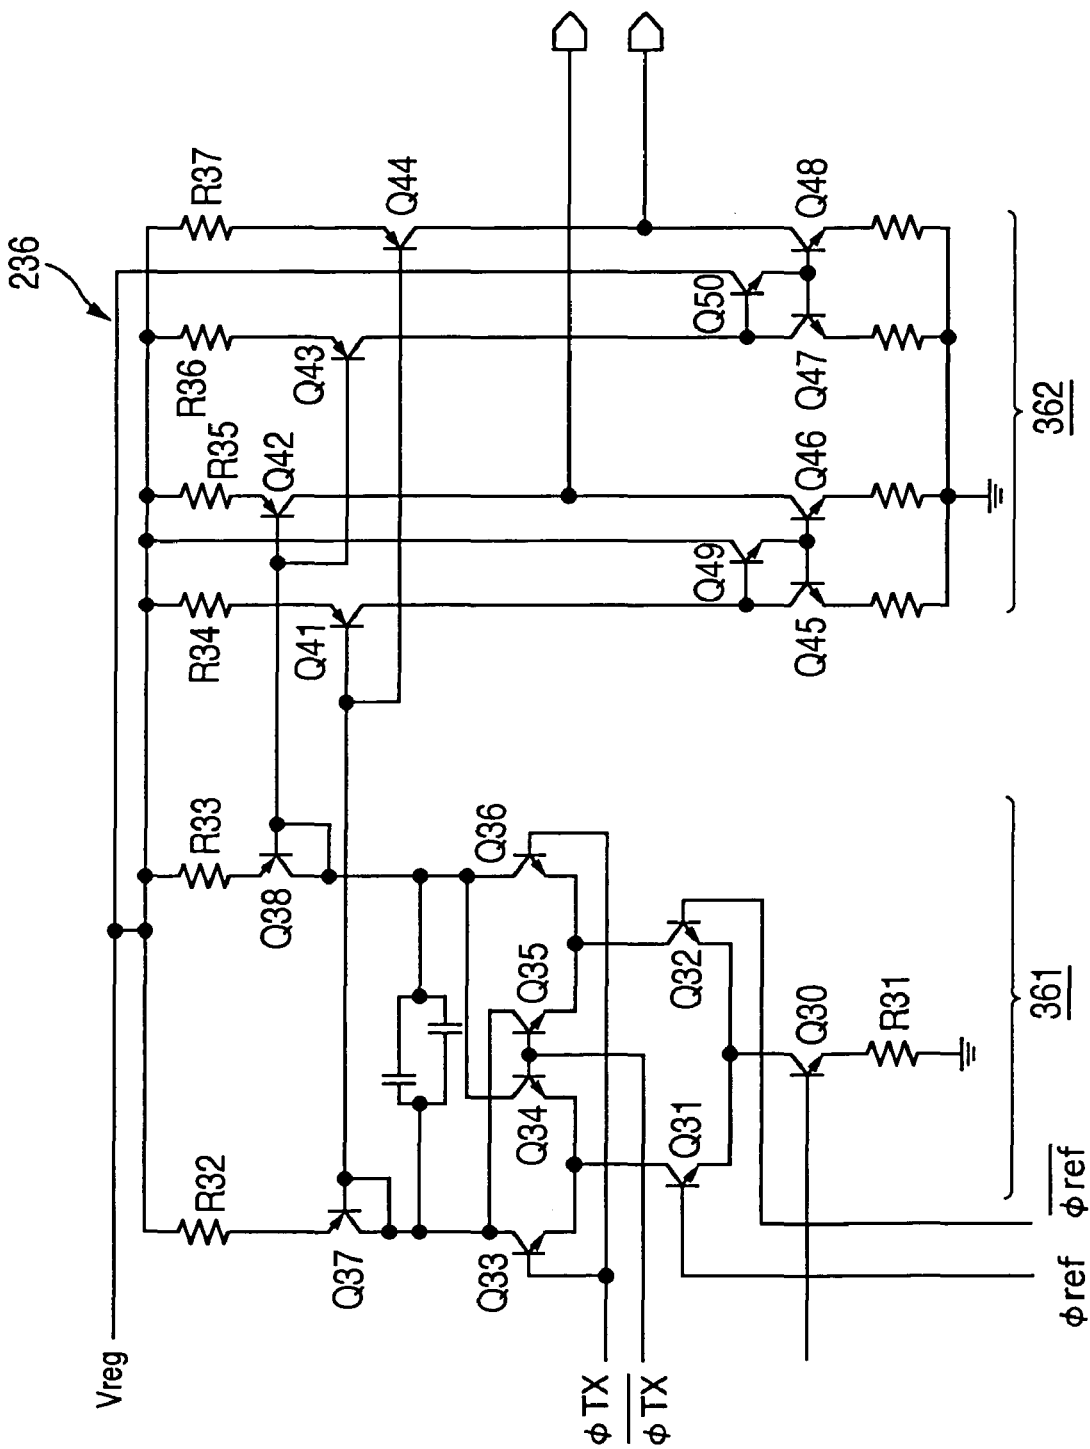 236
Vreg
R32
R33
R34
R35
R36
R37
Q37
Q38
Q41
Q42
Q43
Q44
Q33
Q34
Q35
Q36
Q49
Q50
Q31
Q32
Q45
Q46
Q47
Q48
Q30
R31
ϕTX
ϕTX
ϕref
ϕref
361
362